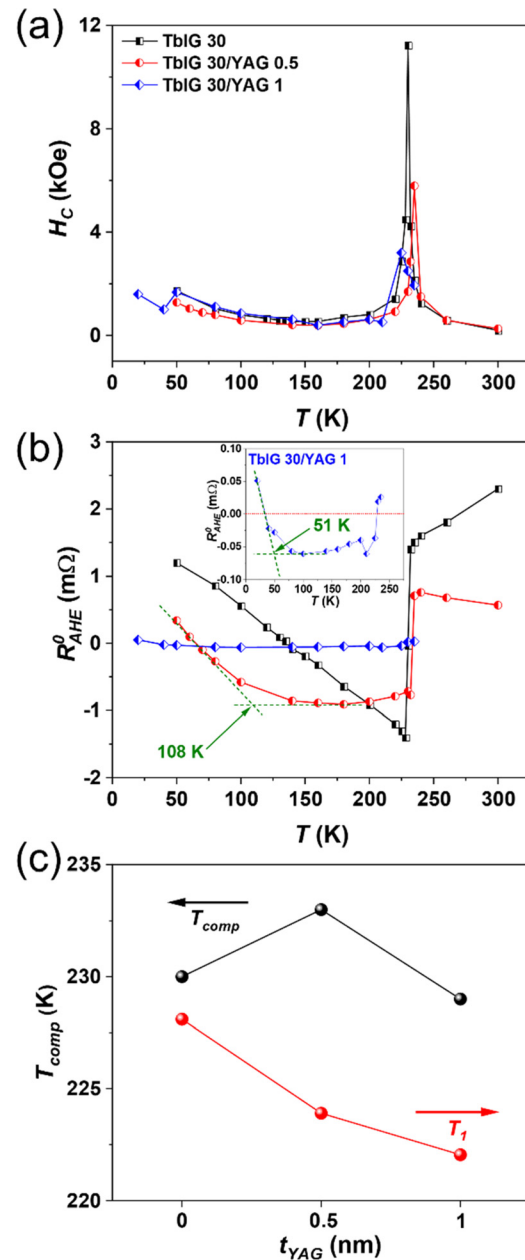 (a)
12
8
4
0
H_C (kOe)
TbIG 30
TbIG 30/YAG 0.5
TbIG 30/YAG 1
0 50 100 150 200 250 300
T (K)
(b)
3
2
1
0
-1
-2
R^0_AHE (mΩ)
TbIG 30/YAG 1
0.10
0.05
0.00
-0.05
-0.10
R^0_AHE (mΩ)
51 K
0 50 100 150 200 250
T (K)
108 K
0 50 100 150 200 250 300
T (K)
(c)
235
230
225
220
T_comp (K)
T_comp
T_1
0 0.5 1
t_YAG (nm)